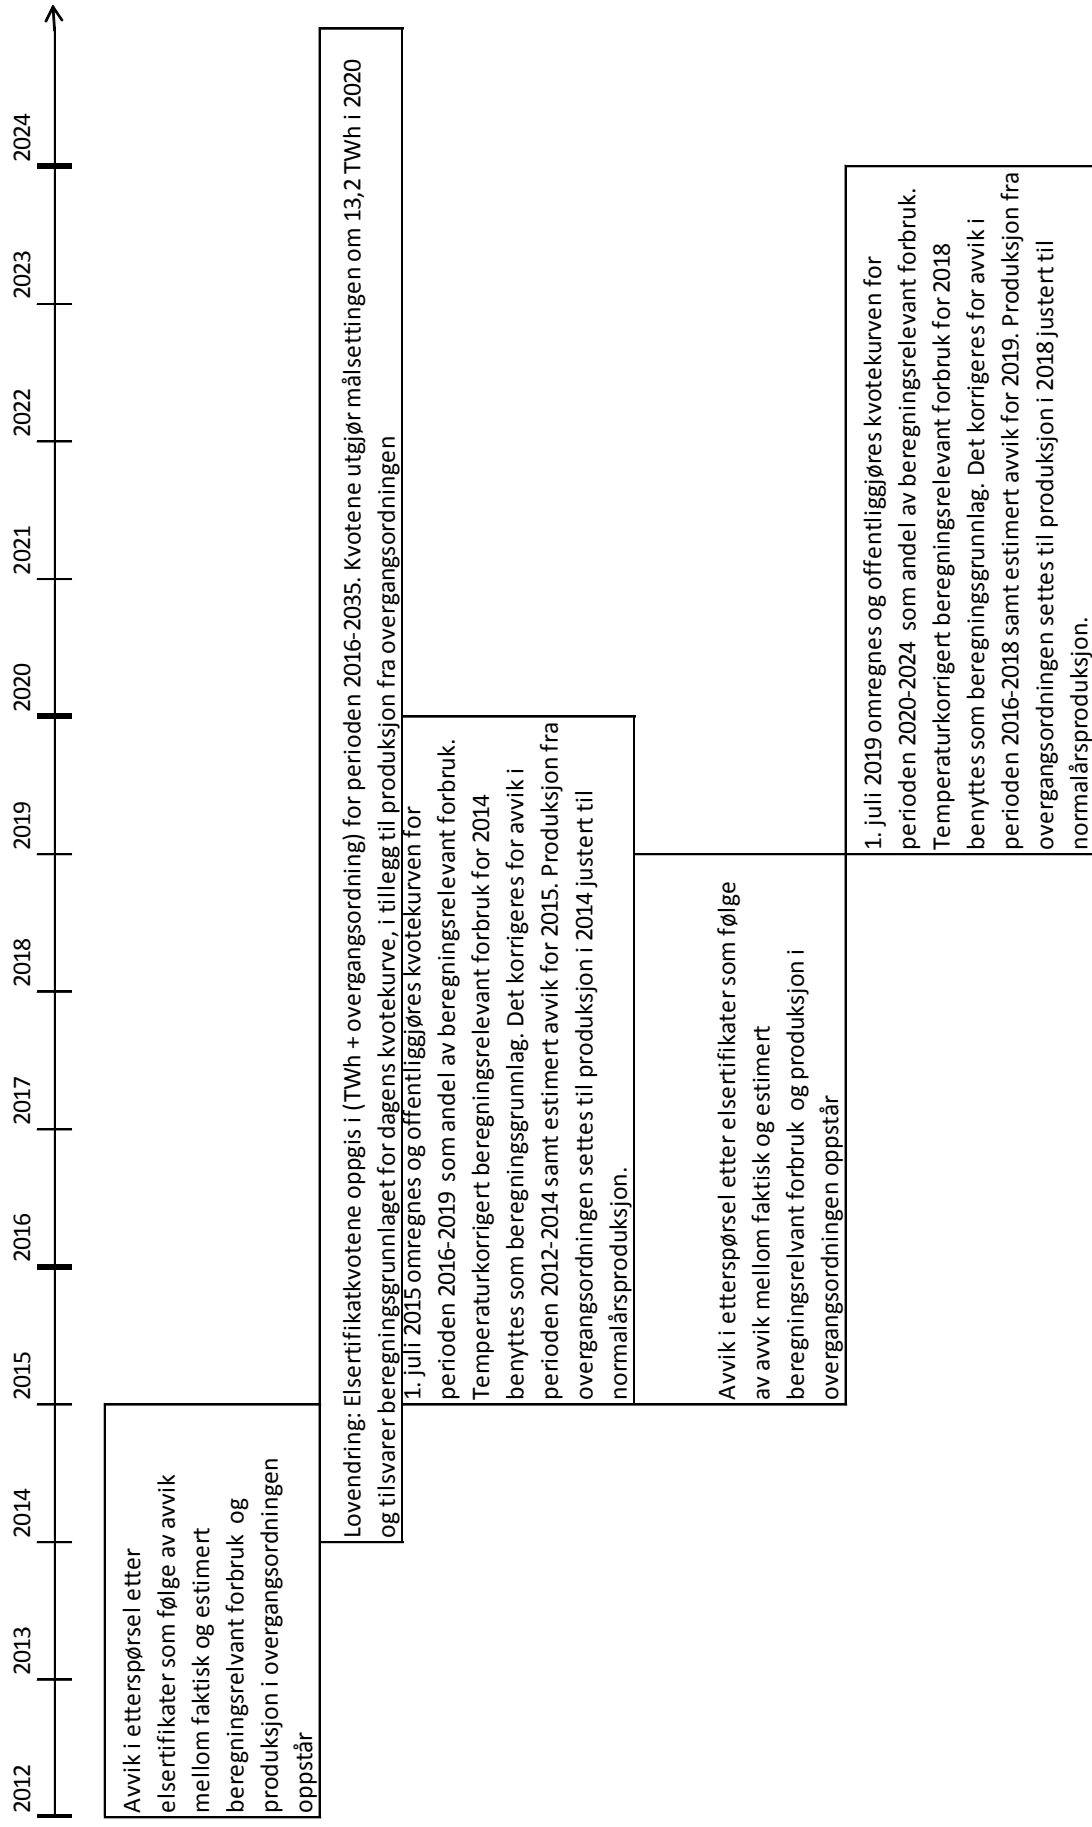 2012 2013 2014 2015 2016 2017 2018 2019 2020 2021 2022 2023 2024
Avvik i etterspørsel etter
elsertifikater som følge av avvik
mellom faktisk og estimert
beregningsrelvant forbruk og
produksjon i overgangsordningen
oppstår
Lovendring: Elsertifikatkvotene oppgis i (TWh + overgangsordning) for perioden 2016-2035. Kvotene utgjør målsettingen om 13,2 TWh i 2020
og tilsvarer beregningsgrunnlaget for dagens kvotekurve, i tillegg til produksjon fra overgangsordningen
1. juli 2015 omregnes og offentliggjøres kvotekurven for
perioden 2016-2019 som andel av beregningsrelevant forbruk.
Temperaturkorrigert beregningsrelevant forbruk for 2014
benyttes som beregningsgrunnlag. Det korrigeres for avvik i
perioden 2012-2014 samt estimert avvik for 2015. Produksjon fra
overgangsordningen settes til produksjon i 2014 justert til
normalårsproduksjon.
Avvik i etterspørsel etter elsertifikater som følge
av avvik mellom faktisk og estimert
beregningsrelvant forbruk og produksjon i
overgangsordningen oppstår
1. juli 2019 omregnes og offentliggjøres kvotekurven for
perioden 2020-2024 som andel av beregningsrelevant forbruk.
Temperaturkorrigert beregningsrelevant forbruk for 2018
benyttes som beregningsgrunnlag. Det korrigeres for avvik i
perioden 2016-2018 samt estimert avvik for 2019. Produksjon fra
overgangsordningen settes til produksjon i 2018 justert til
normalårsproduksjon.